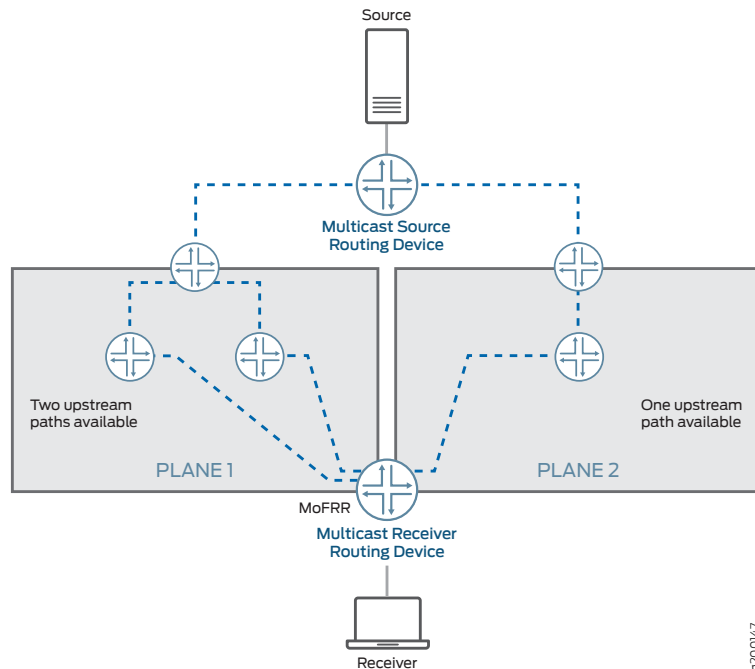 Source
Multicast Source
Routing Device
Two upstream
paths available
One upstream
path available
PLANE 1
PLANE 2
MoFRR
Multicast Receiver
Routing Device
Receiver